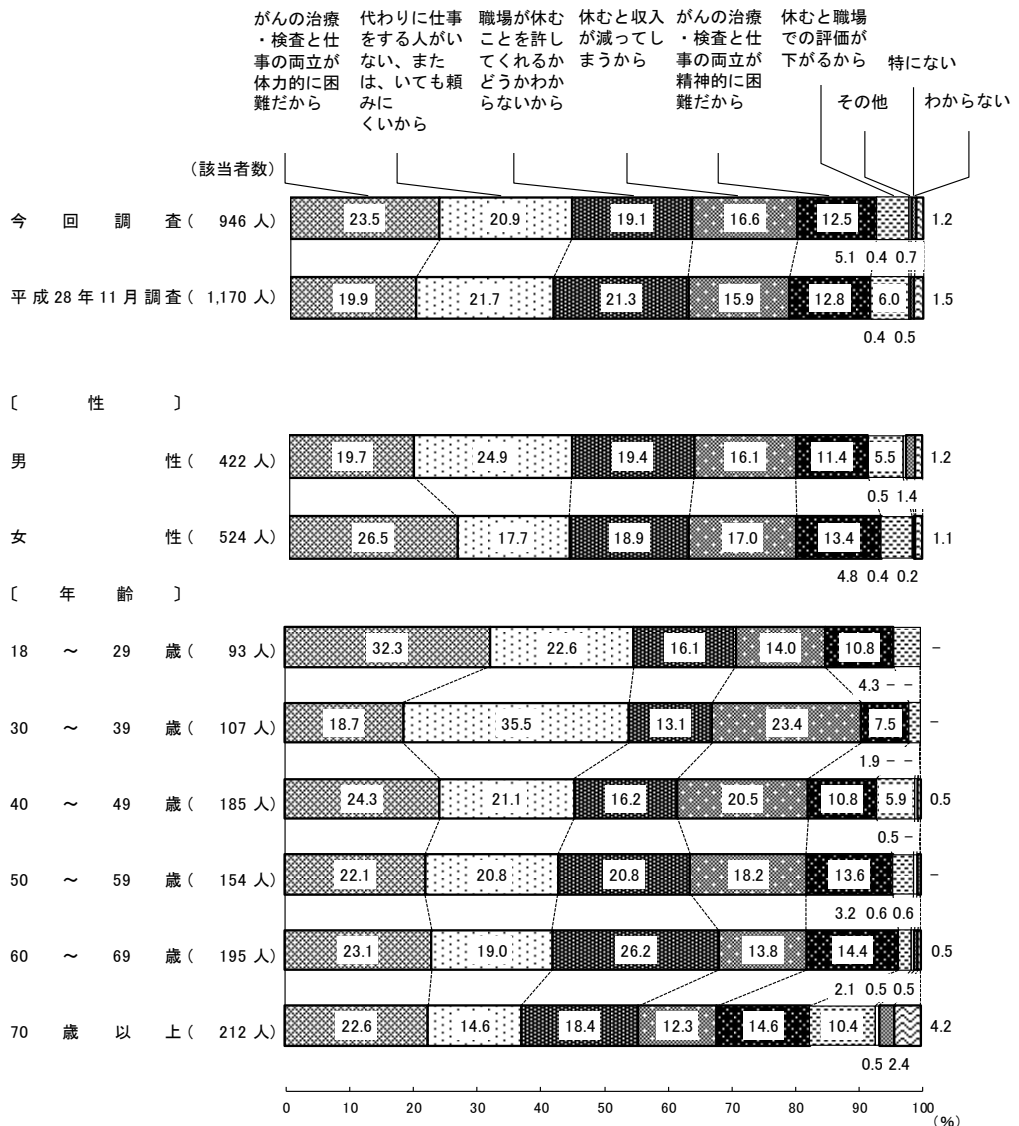 がんの治療
・検査と仕
事の両立が
体力的に困
難だから
代わりに仕事
をする人がい
ない、また
は、いても頼
みに
くいから
職場が休む
ことを許し
てくれるか
どうかわか
らないから
休むと収入
が減ってし
まうから
がんの治療
・検査と仕
事の両立が
精神的に困
難だから
休むと職場
での評価が
下がるから
その他
特にない
わからない
(該当者数)
今回調査( 946 人) 23.5 20.9 19.1 16.6 12.5 1.2
5.1 0.4 0.7
平成28年11月調査( 1,170 人) 19.9 21.7 21.3 15.9 12.8 6.0 1.5
0.4 0.5
〔 性 〕
男 性( 422 人) 19.7 24.9 19.4 16.1 11.4 5.5 1.2
0.5 1.4
女 性( 524 人) 26.5 17.7 18.9 17.0 13.4 1.1
4.8 0.4 0.2
〔 年 齢 〕
18 ~ 29 歳( 93 人) 32.3 22.6 16.1 14.0 10.8 -
4.3 - -
30 ~ 39 歳( 107 人) 18.7 35.5 13.1 23.4 7.5 -
1.9 - -
40 ~ 49 歳( 185 人) 24.3 21.1 16.2 20.5 10.8 5.9 0.5
0.5 -
50 ~ 59 歳( 154 人) 22.1 20.8 20.8 18.2 13.6 -
3.2 0.6 0.6
60 ~ 69 歳( 195 人) 23.1 19.0 26.2 13.8 14.4 0.5
2.1 0.5 0.5
70 歳 以 上( 212 人) 22.6 14.6 18.4 12.3 14.6 10.4 4.2
0.5 2.4
0 10 20 30 40 50 60 70 80 90 100
(%)